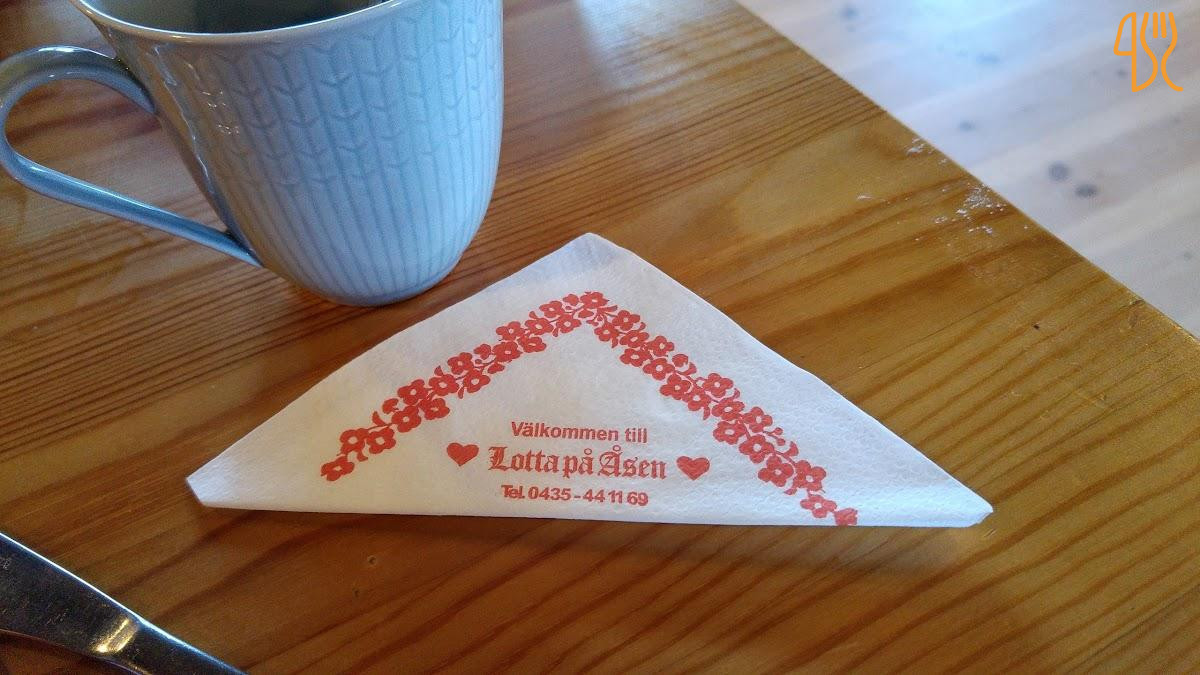 Välkommen till
Lotta på Åsen
Tel. 0435-44 11 69